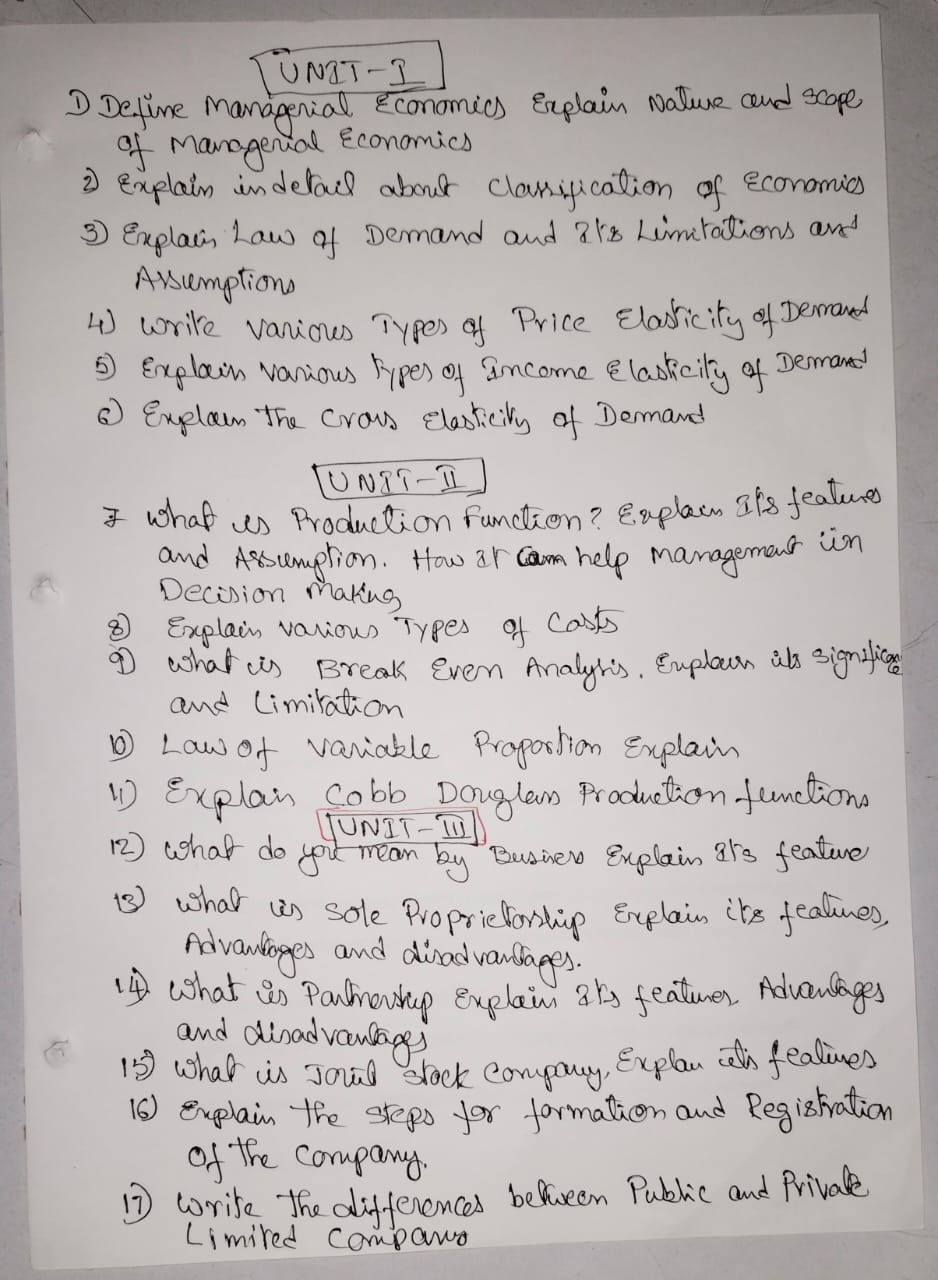 UNIT-I
1) Define Managerial Economics Explain Nature and scope
of Managerial Economics
2) Explain in detail about Classification of Economics
3) Explain Law of Demand and It's Limitations and
Assumptions
4) Write various Types of Price Elasticity of Demand
5) Explain various Types of Income Elasticity of Demand
6) Explain The Cross Elasticity of Demand
UNIT-II
7 What is Production Function? Explain It's features
and Assumption. How it Can help Management in
Decision Making
8) Explain various Types of Costs
9) What is Break Even Analysis. Explain its significance
and Limitation
10) Law of variable Proportion Explain
11) Explain Cobb Douglas Production functions
UNIT-III
12) What do you mean by Business Explain It's feature
13) What is Sole Proprietorship Explain its features,
Advantages and disadvantages.
14) What is Partnership Explain It's features Advantages
and disadvantages
15) What is Joint Stock Company, Explain it's features
16) Explain the steps for formation and Registration
Of the Company.
17) Write The differences between Public and Private
Limited Company